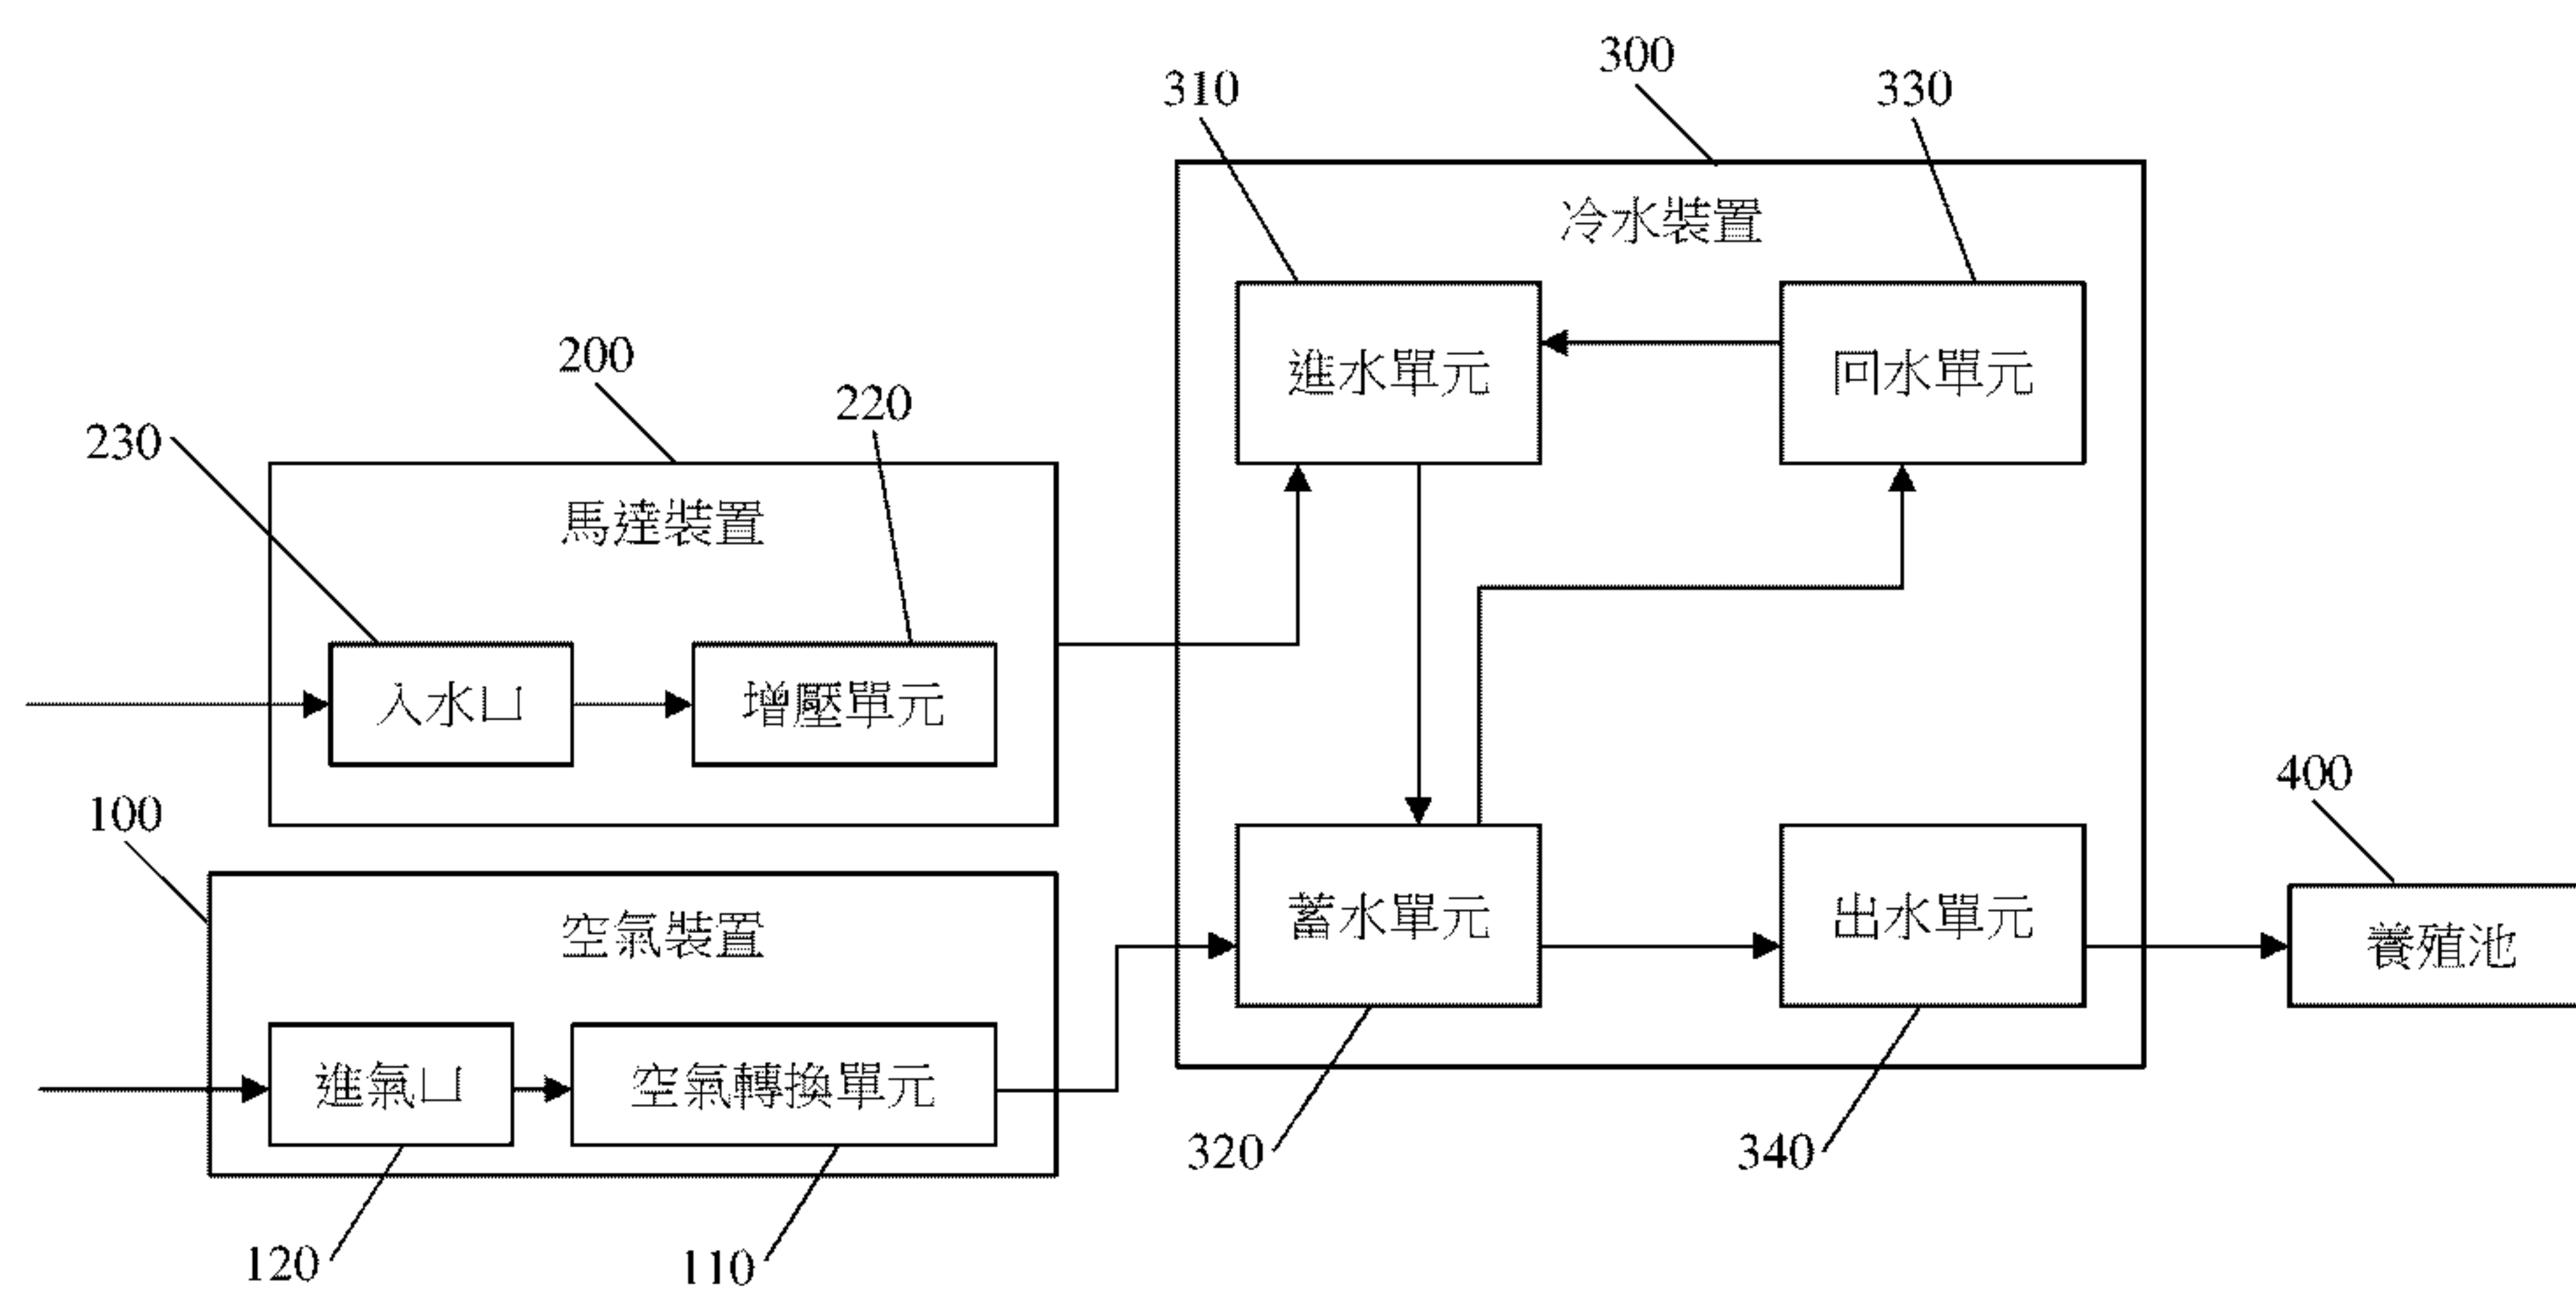 300
310
330
冷水裝置
進水單元
回水單元
200
220
230
馬達裝置
入水口
增壓單元
400
100
空氣裝置
蓄水單元
出水單元
養殖池
進氣口
空氣轉換單元
320
340
120
110